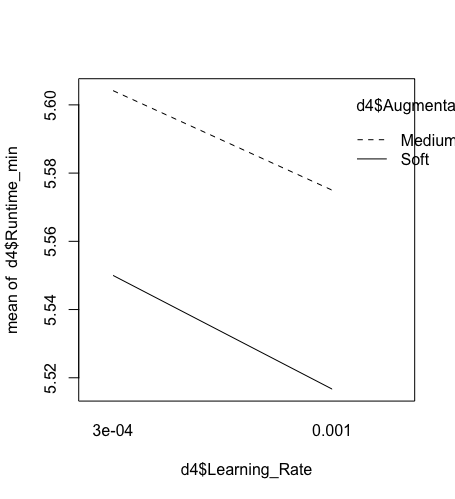 d4$Augmenta
Medium
Soft
mean of d4$Runtime_min
5.60
5.58
5.56
5.54
5.52
3e-04
0.001
d4$Learning_Rate